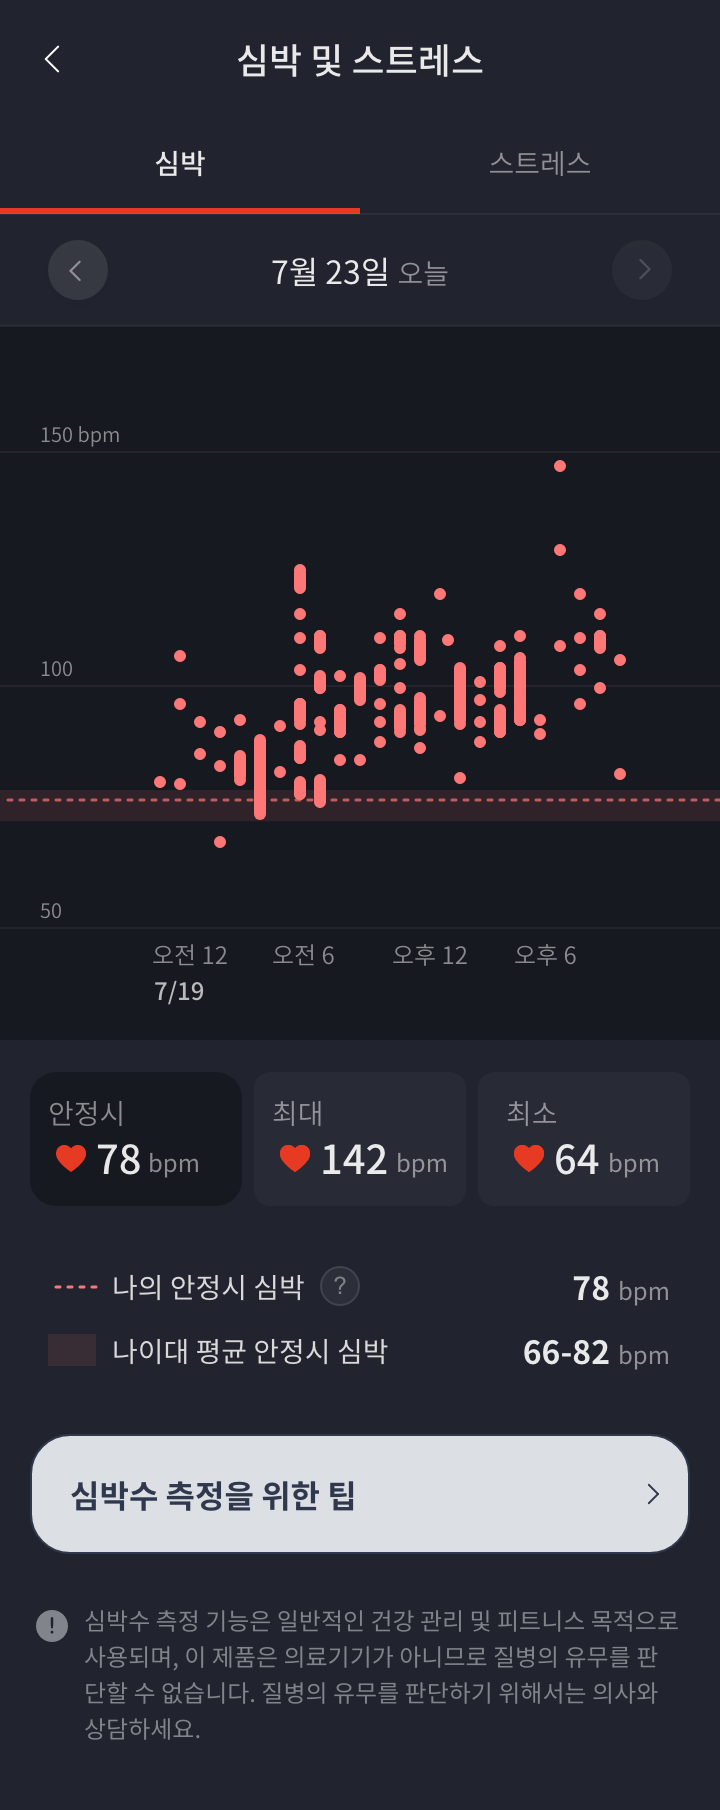 심박 및 스트레스
심박
스트레스
7월 23일 오늘
150 bpm
100
50
오전 12 오전 6 오후 12 오후 6
7/19
안정시 최대 최소
78 bpm 142 bpm 64 bpm
나의 안정시 심박 ? 78 bpm
나이대 평균 안정시 심박 66-82 bpm
심박수 측정을 위한 팁
심박수 측정 기능은 일반적인 건강 관리 및 피트니스 목적으로
사용되며, 이 제품은 의료기기가 아니므로 질병의 유무를 판
단할 수 없습니다. 질병의 유무를 판단하기 위해서는 의사와
상담하세요.